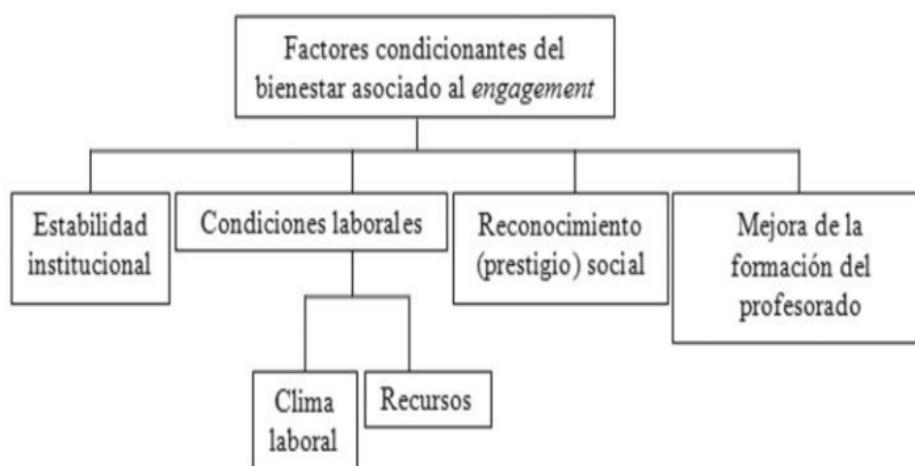 Factores condicionantes del
bienestar asociado al engagement
Estabilidad
institucional
Condiciones laborales
Reconocimiento
(prestigio) social
Mejora de la
formación del
profesorado
Clima
laboral
Recursos